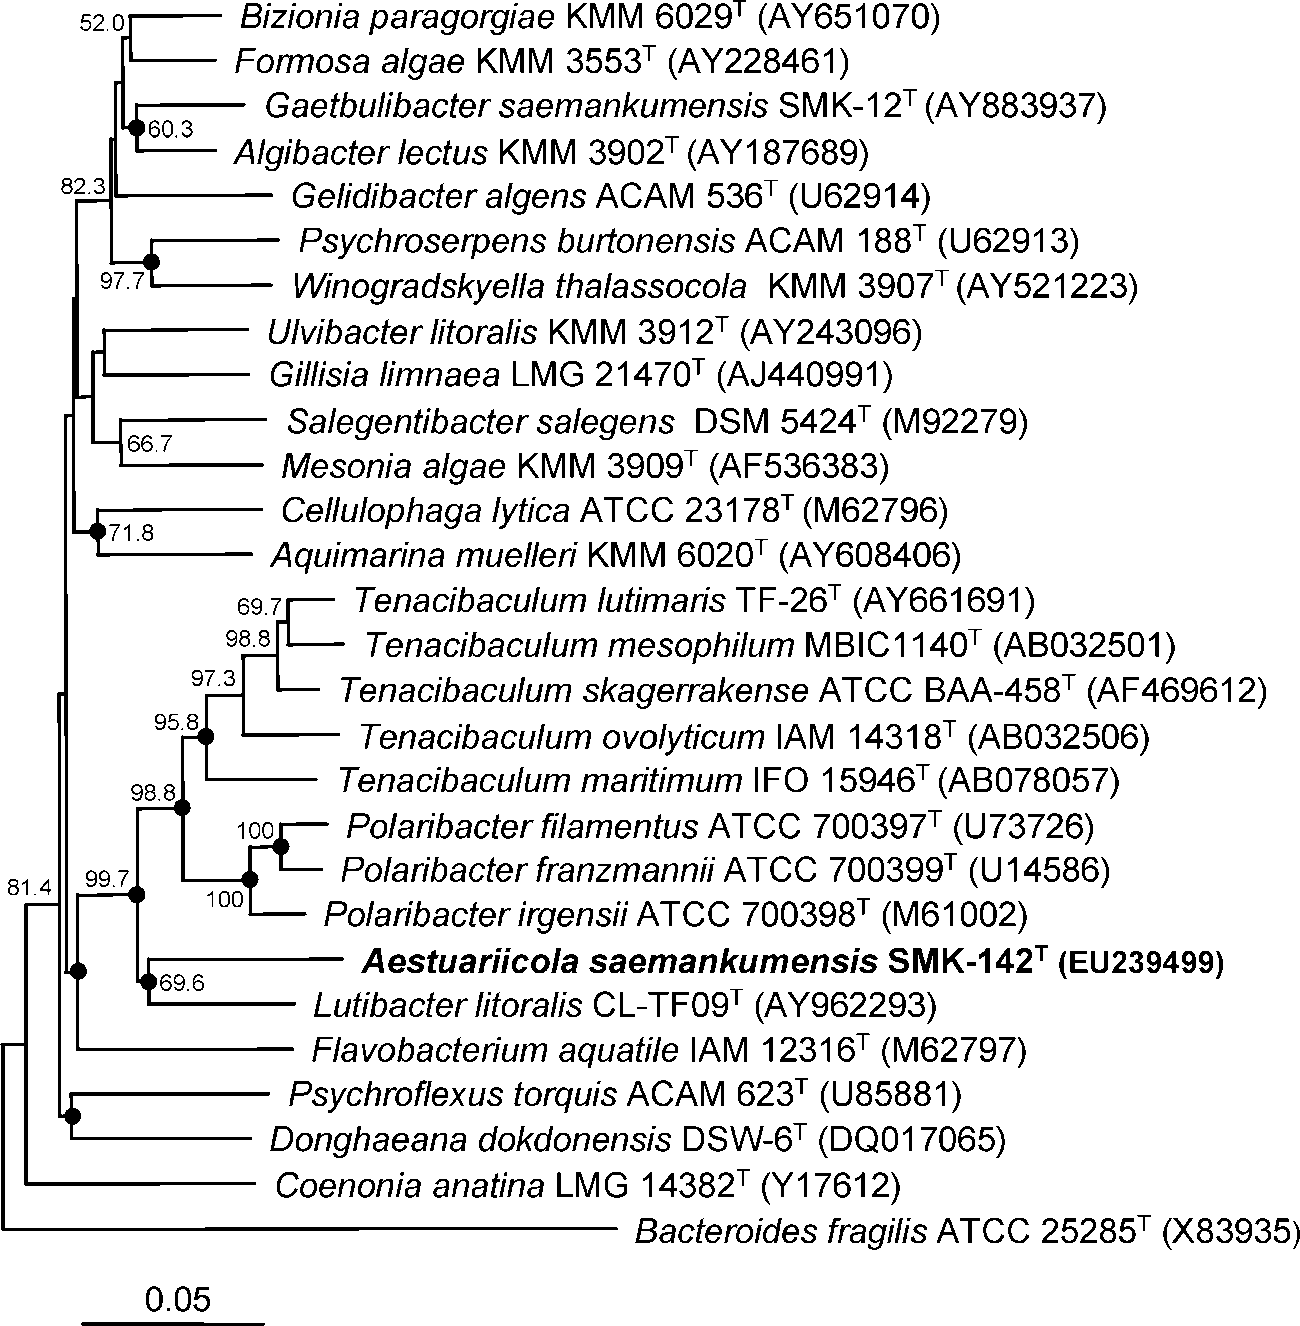 52.0
Bizionia paragorgiae KMM 6029ᵀ (AY651070)
Formosa algae KMM 3553ᵀ (AY228461)
Gaetbulibacter saemankumensis SMK-12ᵀ (AY883937)
60.3
Algibacter lectus KMM 3902ᵀ (AY187689)
82.3
Gelidibacter algens ACAM 536ᵀ (U62914)
Psychroserpens burtonensis ACAM 188ᵀ (U62913)
97.7
Winogradskyella thalassocola KMM 3907ᵀ (AY521223)
Ulvibacter litoralis KMM 3912ᵀ (AY243096)
Gillisia limnaea LMG 21470ᵀ (AJ440991)
Salegentibacter salegens DSM 5424ᵀ (M92279)
66.7
Mesonia algae KMM 3909ᵀ (AF536383)
Cellulophaga lytica ATCC 23178ᵀ (M62796)
71.8
Aquimarina muelleri KMM 6020ᵀ (AY608406)
69.7
Tenacibaculum lutimaris TF-26ᵀ (AY661691)
98.8
Tenacibaculum mesophilum MBIC1140ᵀ (AB032501)
97.3
Tenacibaculum skagerrakense ATCC BAA-458ᵀ (AF469612)
95.8
Tenacibaculum ovolyticum IAM 14318ᵀ (AB032506)
98.8
Tenacibaculum maritimum IFO 15946ᵀ (AB078057)
100
Polaribacter filamentus ATCC 700397ᵀ (U73726)
99.7
Polaribacter franzmannii ATCC 700399ᵀ (U14586)
81.4
100
Polaribacter irgensii ATCC 700398ᵀ (M61002)
Aestuariicola saemankumensis SMK-142ᵀ (EU239499)
69.6
Lutibacter litoralis CL-TF09ᵀ (AY962293)
Flavobacterium aquatile IAM 12316ᵀ (M62797)
Psychroflexus torquis ACAM 623ᵀ (U85881)
Donghaeana dokdonensis DSW-6ᵀ (DQ017065)
Coenonia anatina LMG 14382ᵀ (Y17612)
Bacteroides fragilis ATCC 25285ᵀ (X83935)
0.05